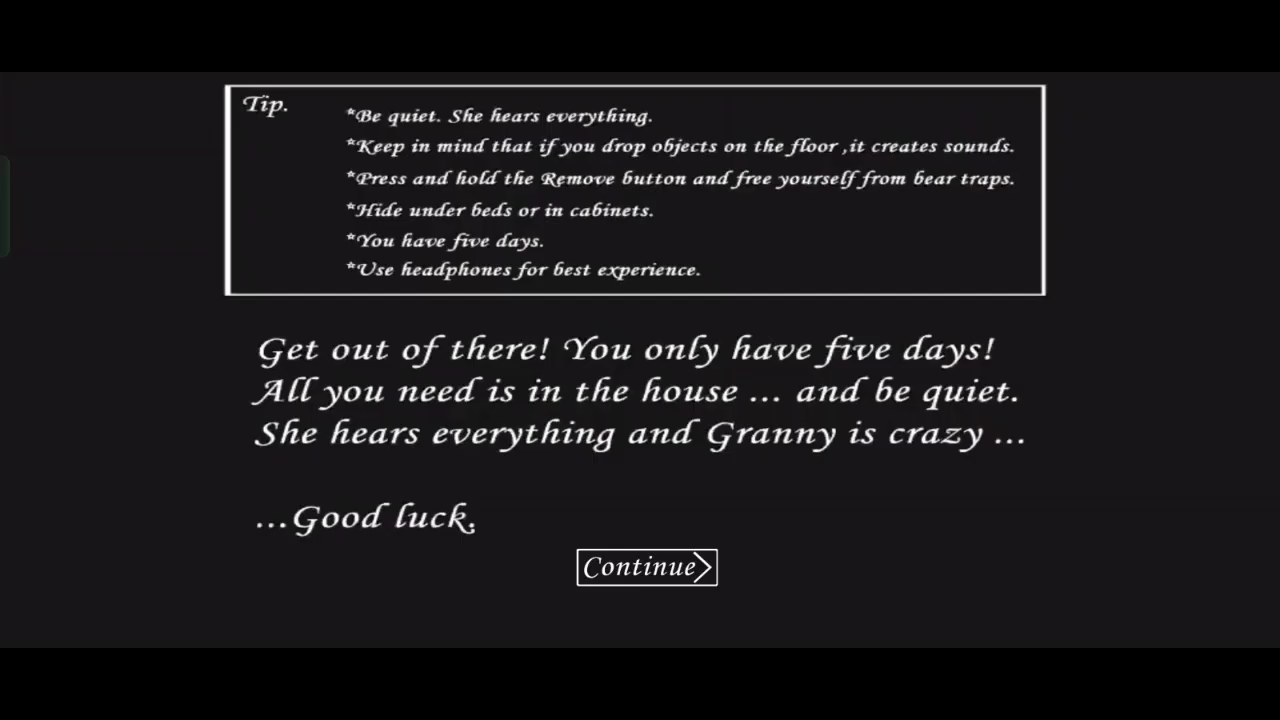 Tip.
*Be quiet. She hears everything.
*Keep in mind that if you drop objects on the floor ,it creates sounds.
*Press and hold the Remove button and free yourself from bear traps.
*Hide under beds or in cabinets.
*You have five days.
*Use headphones for best experience.
Get out of there! You only have five days!
All you need is in the house ... and be quiet.
She hears everything and Granny is crazy ...
...Good luck.
Continue